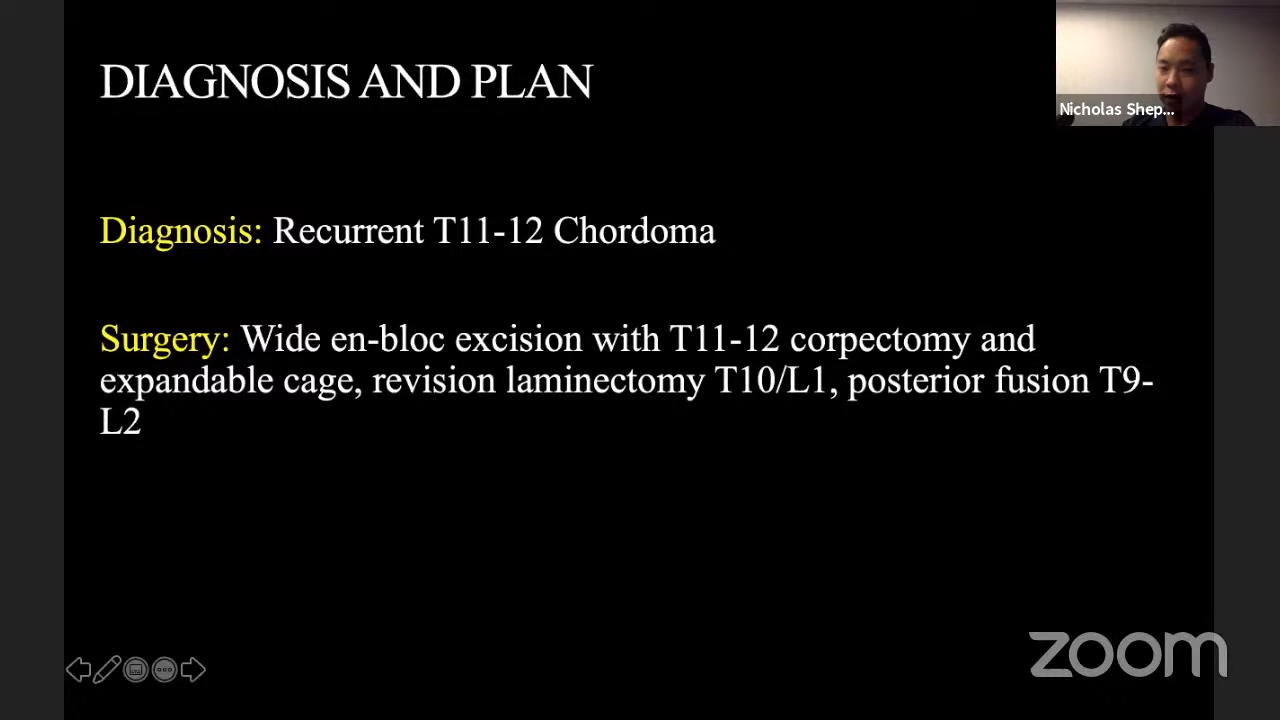 DIAGNOSIS AND PLAN
Nicholas Shep...
Diagnosis: Recurrent T11-12 Chordoma
Surgery: Wide en-bloc excision with T11-12 corpectomy and
expandable cage, revision laminectomy T10/L1, posterior fusion T9-
L2
zoom